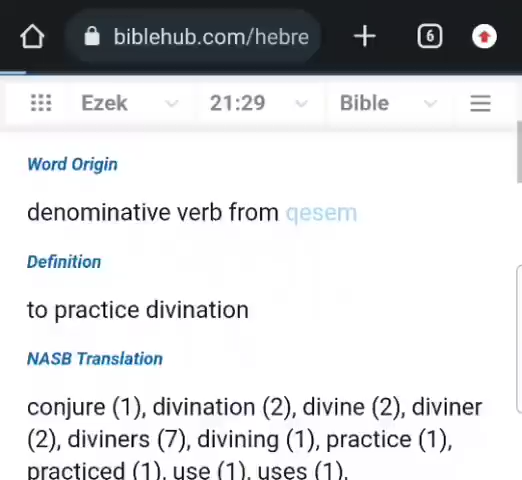 biblehub.com/hebre
6
Ezek 21:29 Bible
Word Origin
denominative verb from qesem
Definition
to practice divination
NASB Translation
conjure (1), divination (2), divine (2), diviner
(2), diviners (7), divining (1), practice (1),
practiced (1), use (1), uses (1).